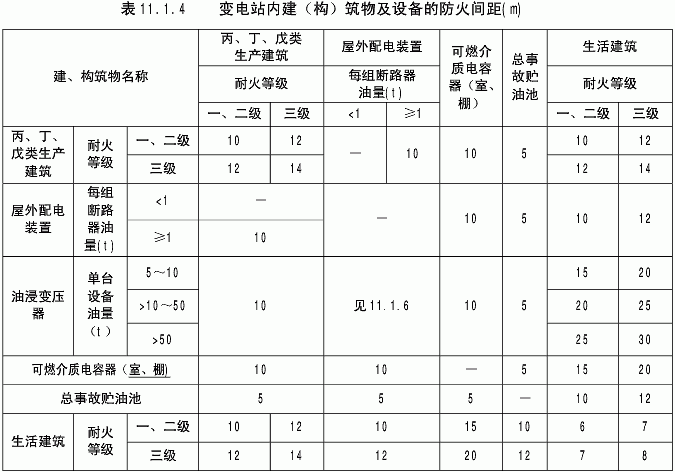 表11.1.4 变电站内建（构）筑物及设备的防火间距(m)
建、构筑物名称 丙、丁、戊类生产建筑 屋外配电装置 可燃介质电容器（室、棚） 总事故贮油池 生活建筑
耐火等级 每组断路器油量(t) 耐火等级
一、二级 三级 <1 ≥1 一、二级 三级
丙、丁、戊类生产建筑 耐火等级 一、二级 10 12 — 10 10 5 10 12
三级 12 14 12 14
屋外配电装置 每组断路器油量(t) <1 — — 10 5 10 12
≥1 10
油浸变压器 单台设备油量(t) 5～10 10 见11.1.6 10 5 15 20
>10～50 20 25
>50 25 30
可燃介质电容器（室、棚） 10 10 — 5 15 20
总事故贮油池 5 5 5 — 10 12
生活建筑 耐火等级 一、二级 10 12 10 15 10 6 7
三级 12 14 12 20 12 7 8